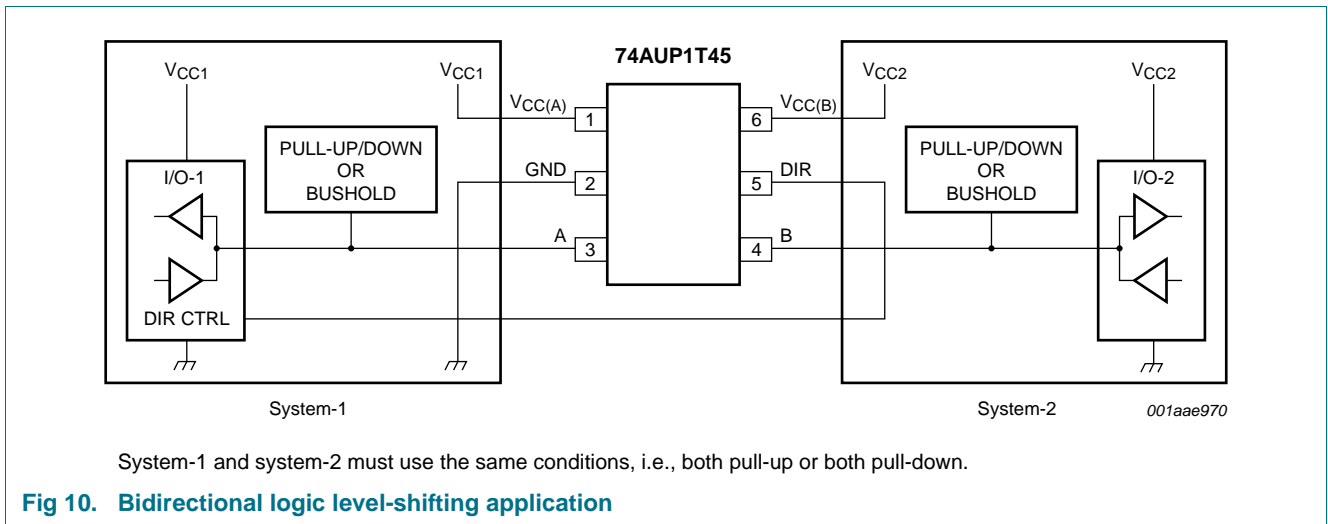 74AUP1T45
VCC1
VCC1
VCC(A)
1
6
VCC(B)
VCC2
VCC2
PULL-UP/DOWN
OR
BUSHOLD
PULL-UP/DOWN
OR
BUSHOLD
I/O-1
GND
2
5
DIR
I/O-2
A
3
4
B
DIR CTRL
System-1
System-2
001aae970
System-1 and system-2 must use the same conditions, i.e., both pull-up or both pull-down.
Fig 10. Bidirectional logic level-shifting application